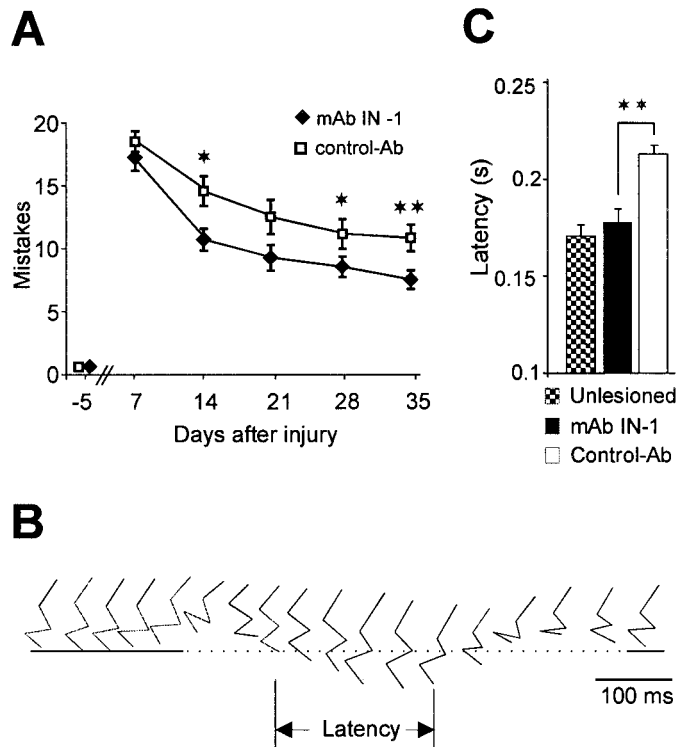 A
mAb IN -1
control-Ab
20
15
10
5
0
Mistakes
* 
*
**
-5 // 7 14 21 28 35
Days after injury
C
0.25
0.2
0.15
0.1
Latency (s)
**
Unlesioned
mAb IN-1
Control-Ab
B
100 ms
Latency